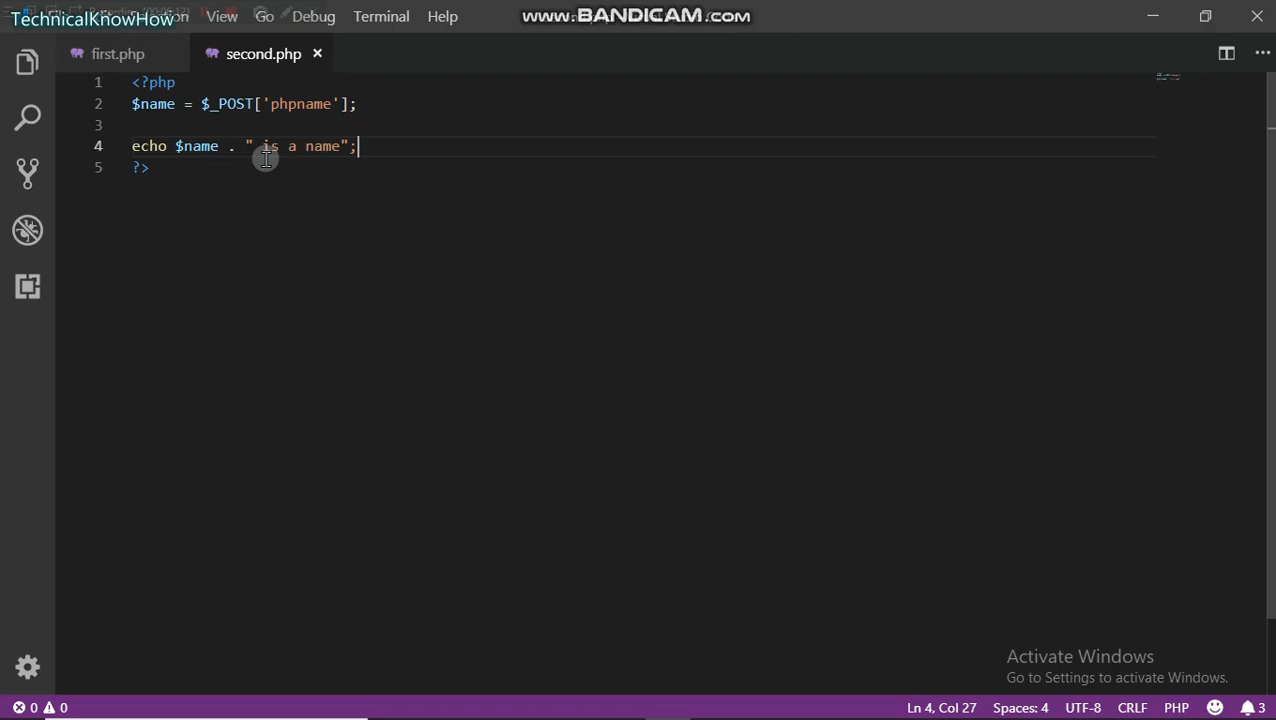 TechnicalKnowHow View Go Debug Terminal Help www.BANDICAM.com
first.php second.php
1 <?php
2 $name = $_POST['phpname'];
3
4 echo $name . " is a name";
5 ?>
Activate Windows
Go to Settings to activate Windows.
0 0 Ln 4, Col 27 Spaces: 4 UTF-8 CRLF PHP 3